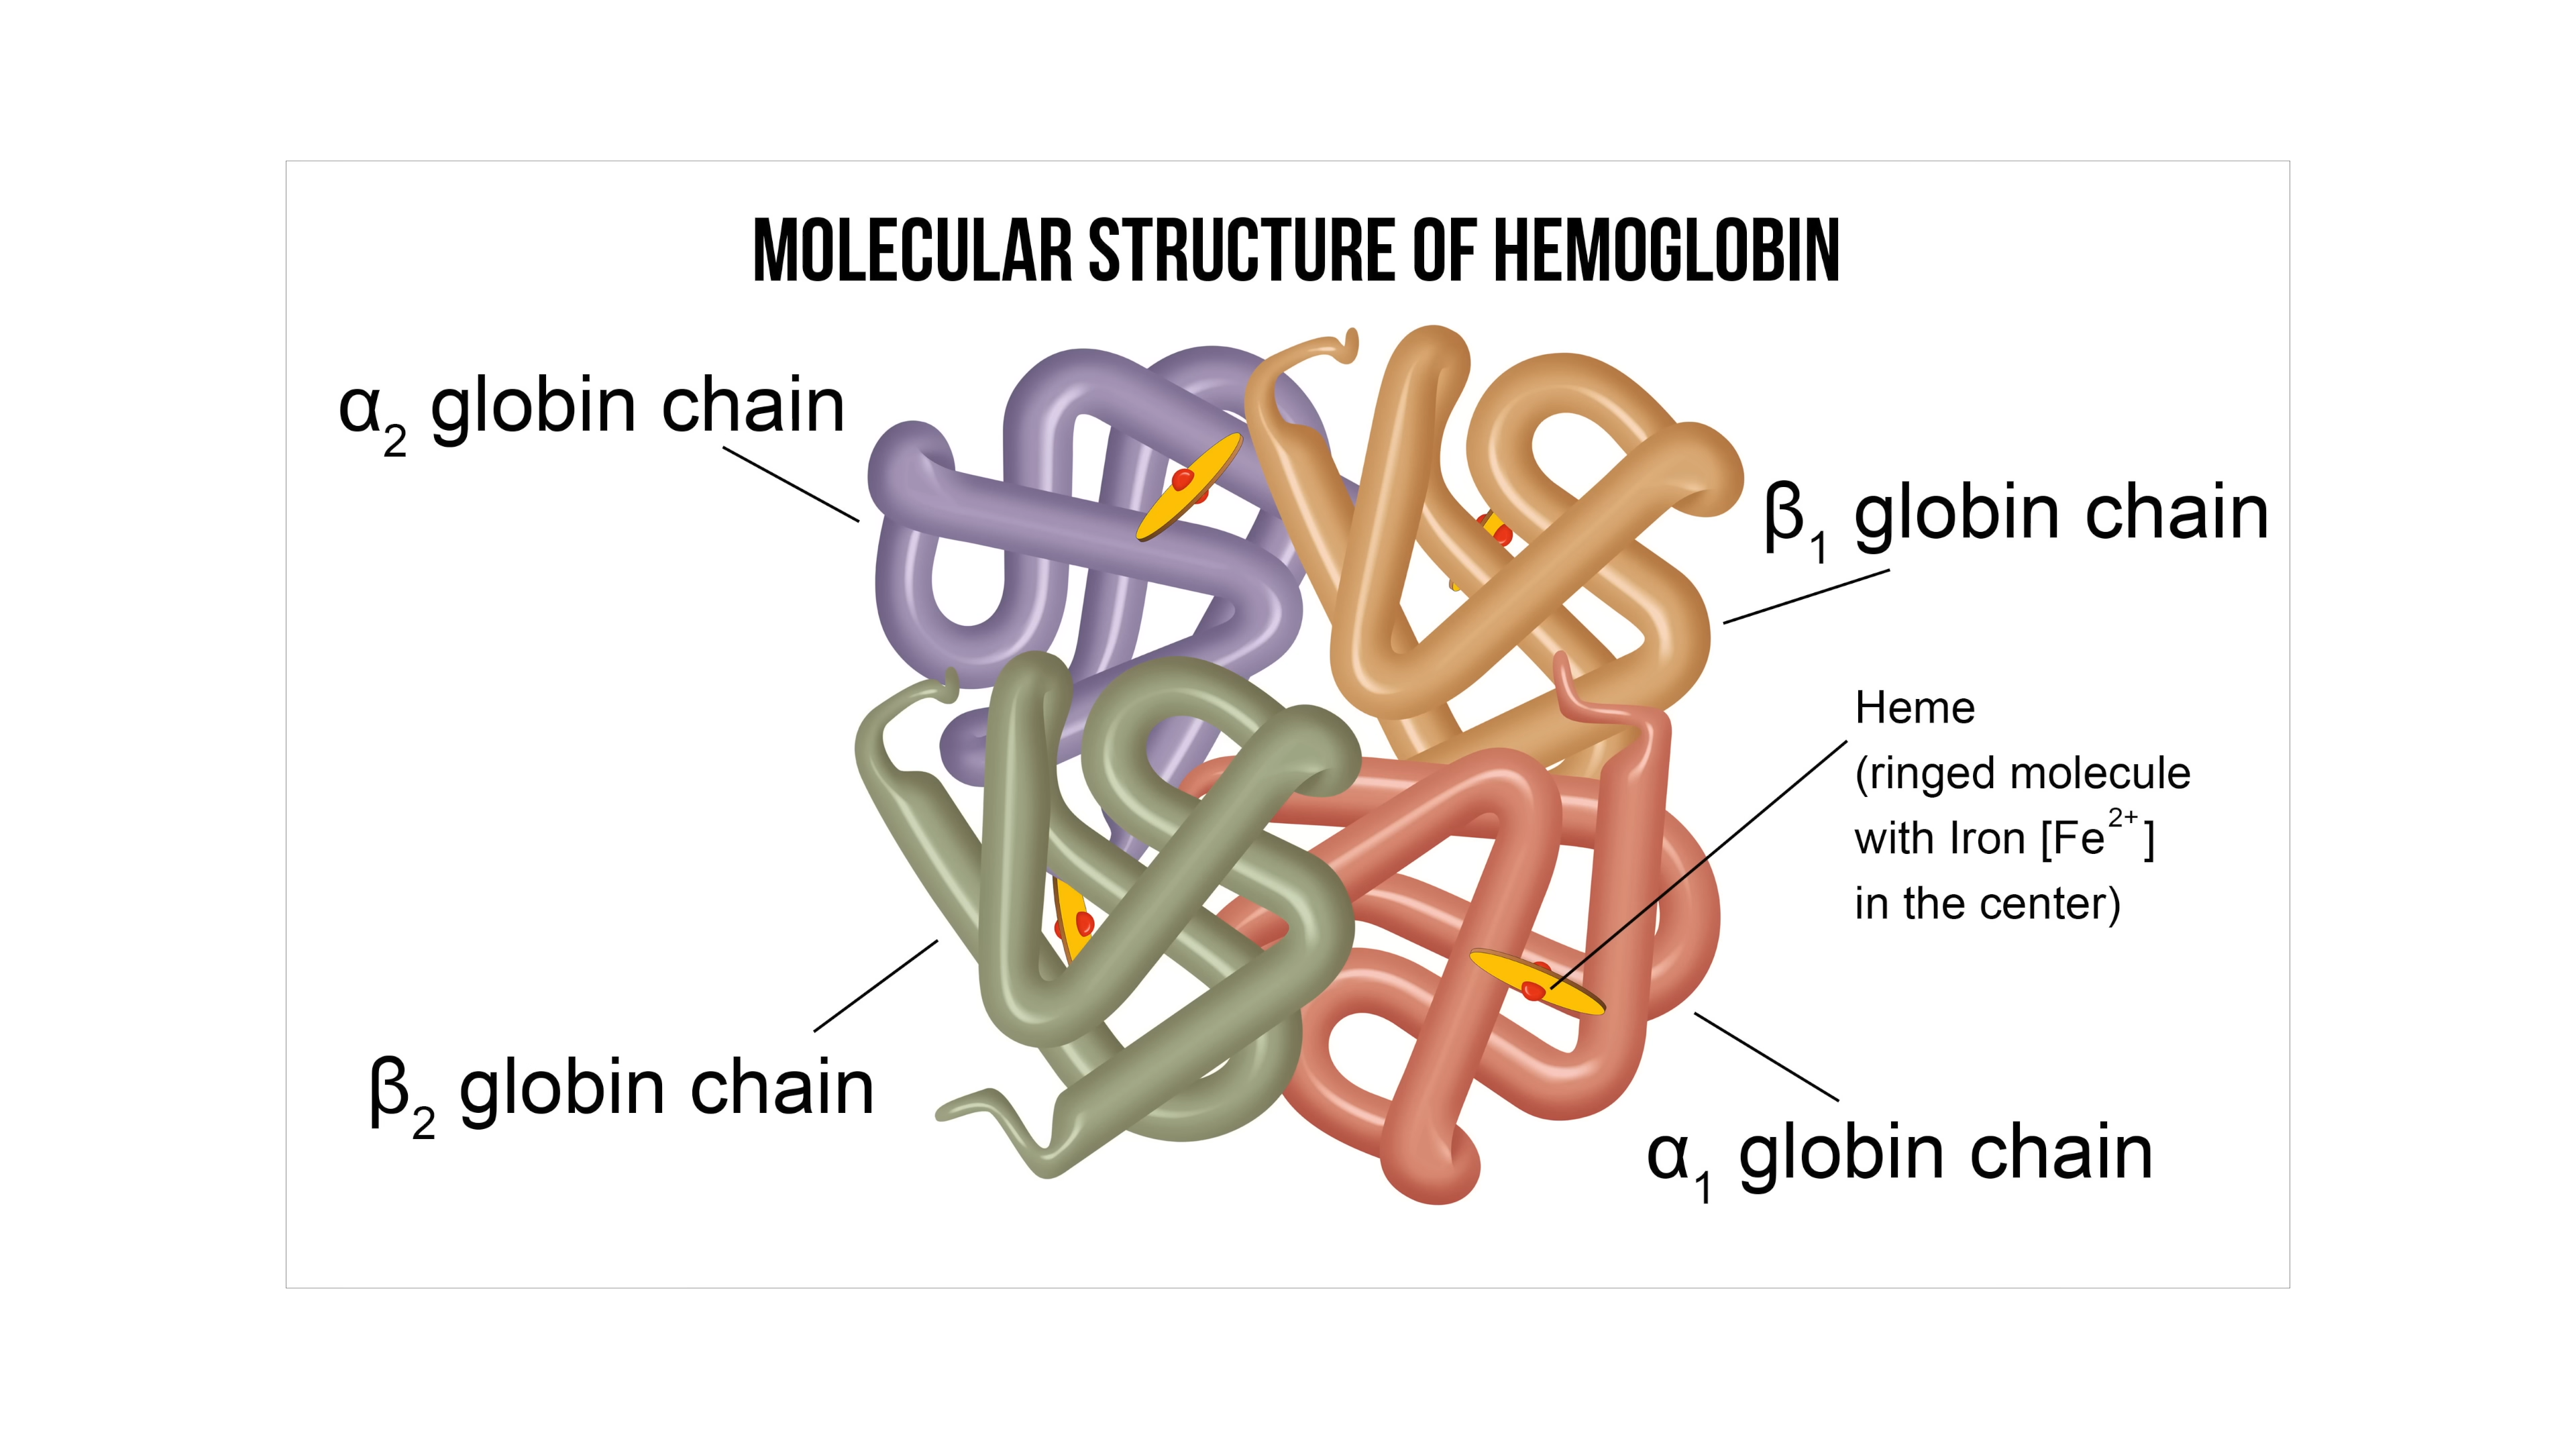 MOLECULAR STRUCTURE OF HEMOGLOBIN
α₂ globin chain
β₁ globin chain
Heme
(ringed molecule
with Iron [Fe²⁺]
in the center)
β₂ globin chain
α₁ globin chain